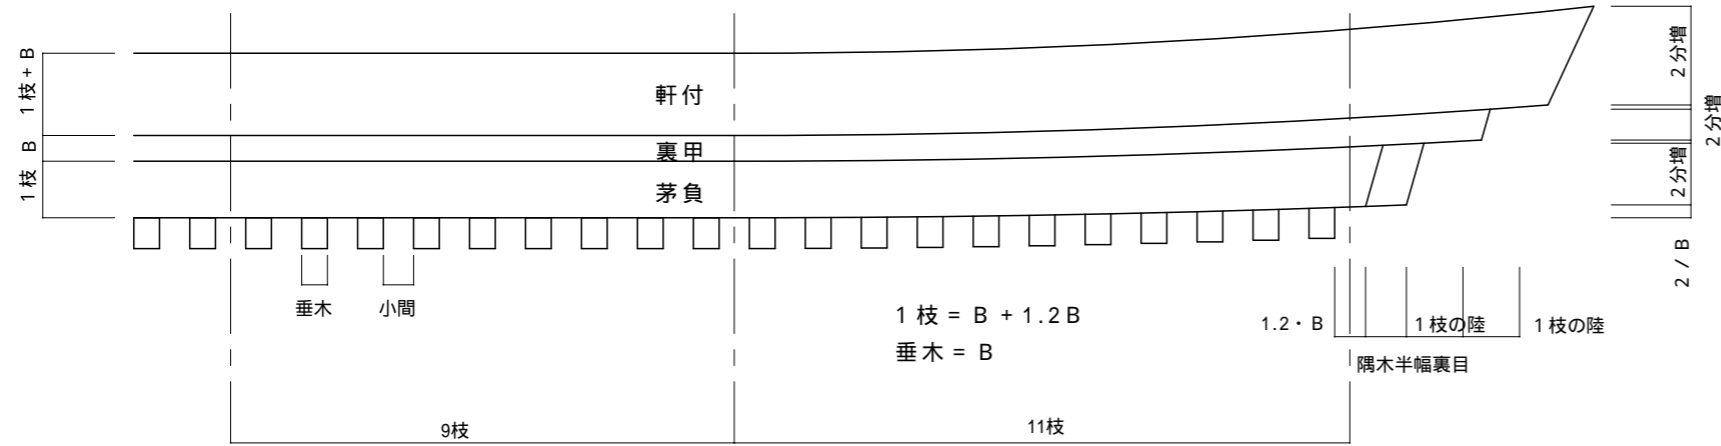 1枝+B
B
1枝
軒付
裏甲
茅負
2分増
2分増
2分増
2/B
垂木
小間
1枝 = B + 1.2B
垂木 = B
1.2・B
1枝の陸
1枝の陸
隅木半幅裏目
9枝
11枝